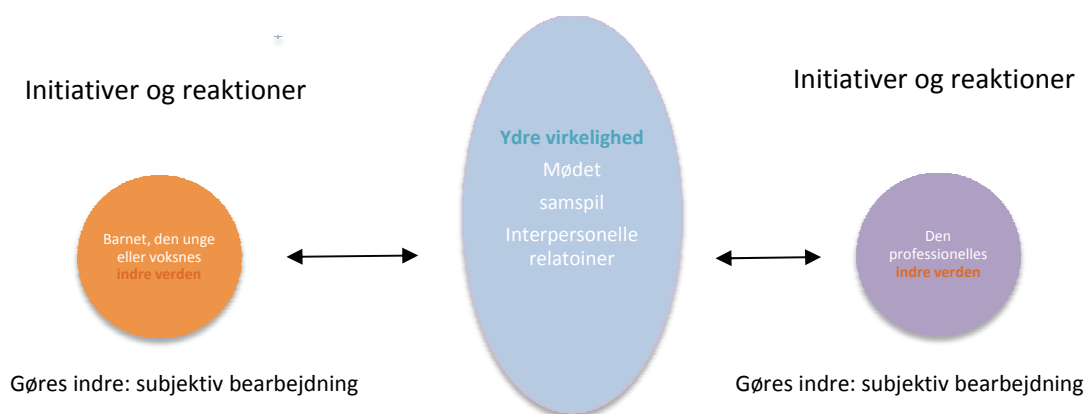 Initiativer og reaktioner
Initiativer og reaktioner
Ydre virkelighed
Mødet
samspil
Interpersonelle
relatoiner
Barnet, den unge
eller voksnes
indre verden
Den
professionelles
indre verden
Gøres indre: subjektiv bearbejdning
Gøres indre: subjektiv bearbejdning